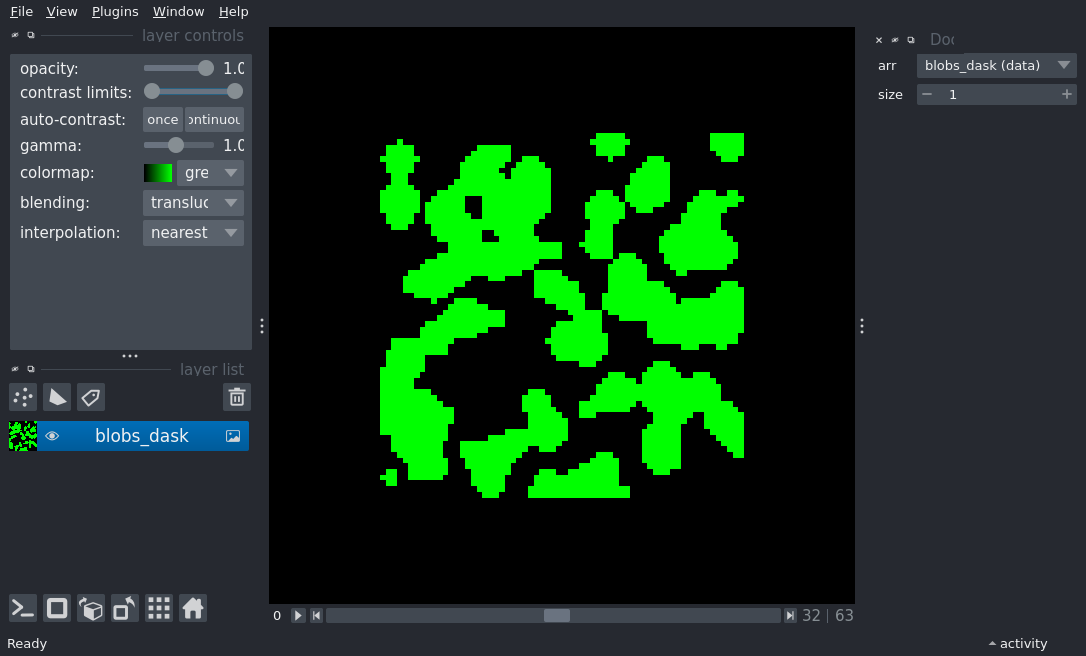 File View Plugins Window Help
layer controls
opacity: 1.0
contrast limits:
auto-contrast: once ontinuou
gamma: 1.0
colormap: gre
blending: transluc
interpolation: nearest
layer list
blobs_dask
0 32 | 63
Ready
Doc
arr blobs_dask (data)
size 1
activity